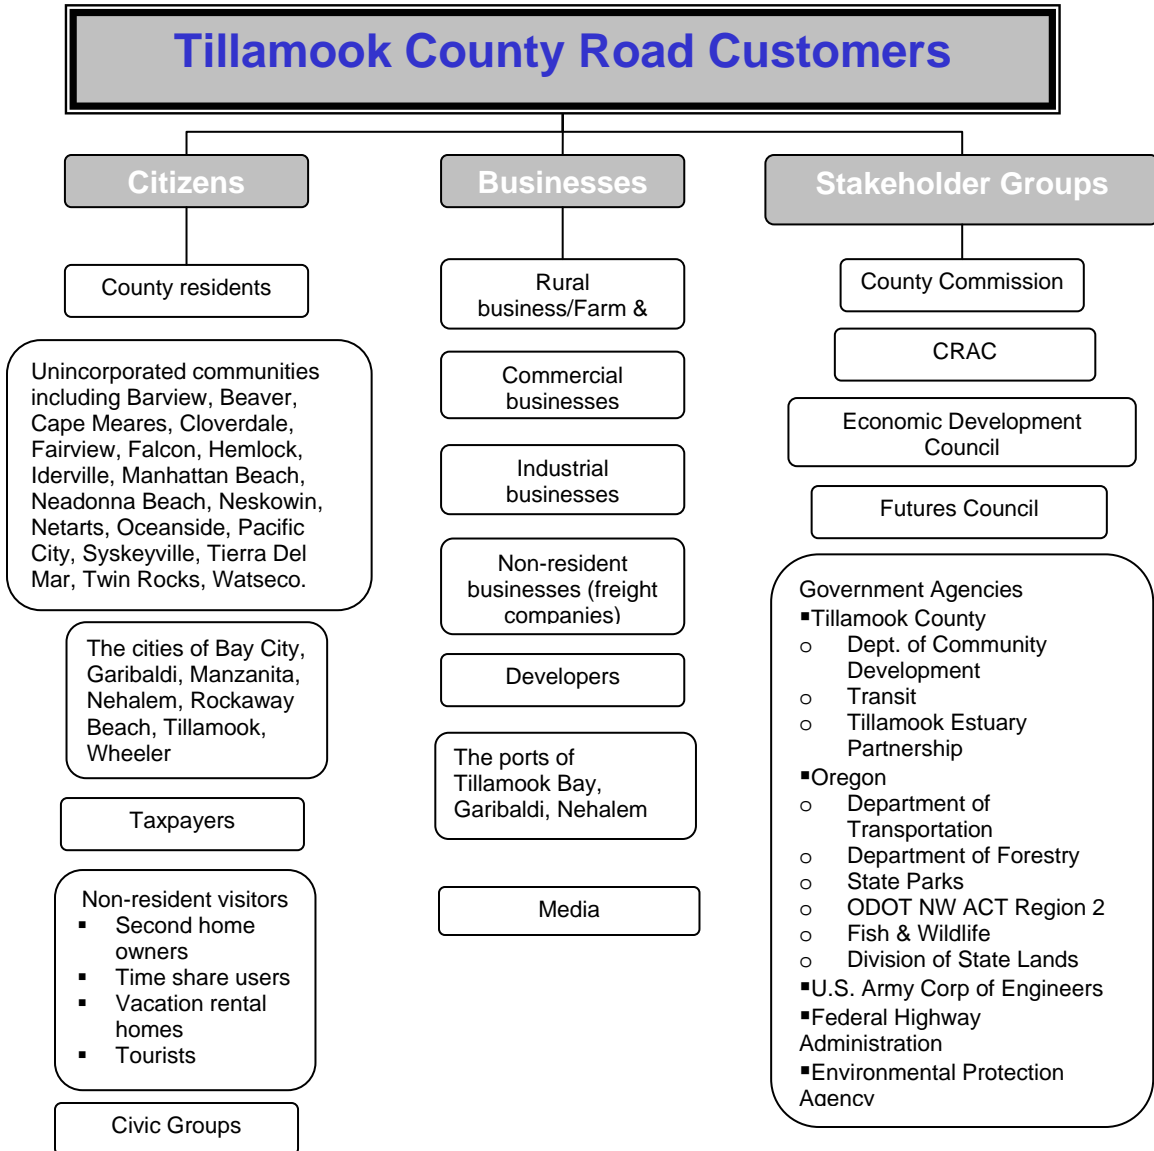 Tillamook County Road Customers
Citizens
County residents
Unincorporated communities
including Barview, Beaver,
Cape Meares, Cloverdale,
Fairview, Falcon, Hemlock,
Iderville, Manhattan Beach,
Neadonna Beach, Neskowin,
Netarts, Oceanside, Pacific
City, Syskeyville, Tierra Del
Mar, Twin Rocks, Watseco.
The cities of Bay City,
Garibaldi, Manzanita,
Nehalem, Rockaway
Beach, Tillamook,
Wheeler
Taxpayers
Non-resident visitors
▪ Second home
owners
▪ Time share users
▪ Vacation rental
homes
▪ Tourists
Civic Groups
Businesses
Rural
business/Farm &
Commercial
businesses
Industrial
businesses
Non-resident
businesses (freight
companies)
Developers
The ports of
Tillamook Bay,
Garibaldi, Nehalem
Media
Stakeholder Groups
County Commission
CRAC
Economic Development
Council
Futures Council
Government Agencies
▪Tillamook County
o Dept. of Community
Development
o Transit
o Tillamook Estuary
Partnership
▪Oregon
o Department of
Transportation
o Department of Forestry
o State Parks
o ODOT NW ACT Region 2
o Fish & Wildlife
o Division of State Lands
▪U.S. Army Corp of Engineers
▪Federal Highway
Administration
▪Environmental Protection
Agency